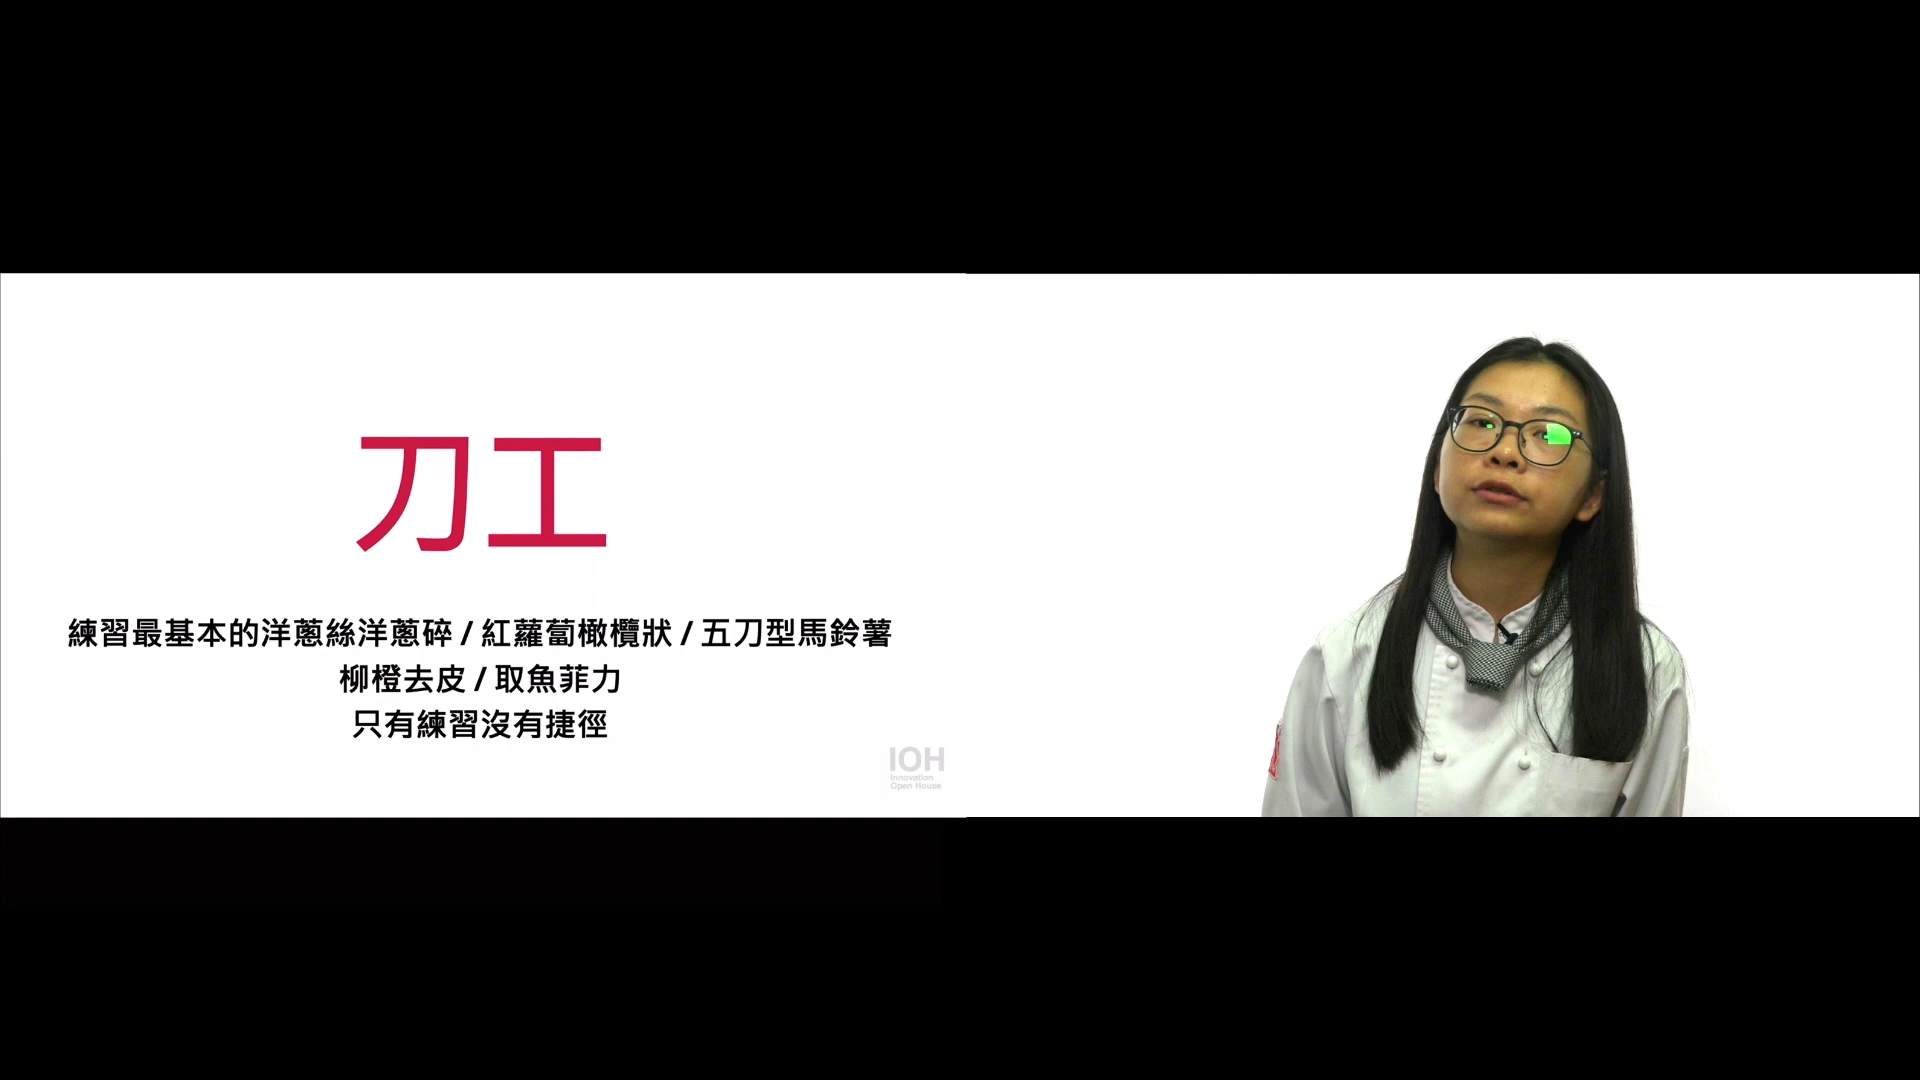 刀工
練習最基本的洋蔥絲洋蔥碎 / 紅蘿蔔橄欖狀 / 五刀型馬鈴薯
柳橙去皮 / 取魚菲力
只有練習沒有捷徑
IOH
Innovation
Open House